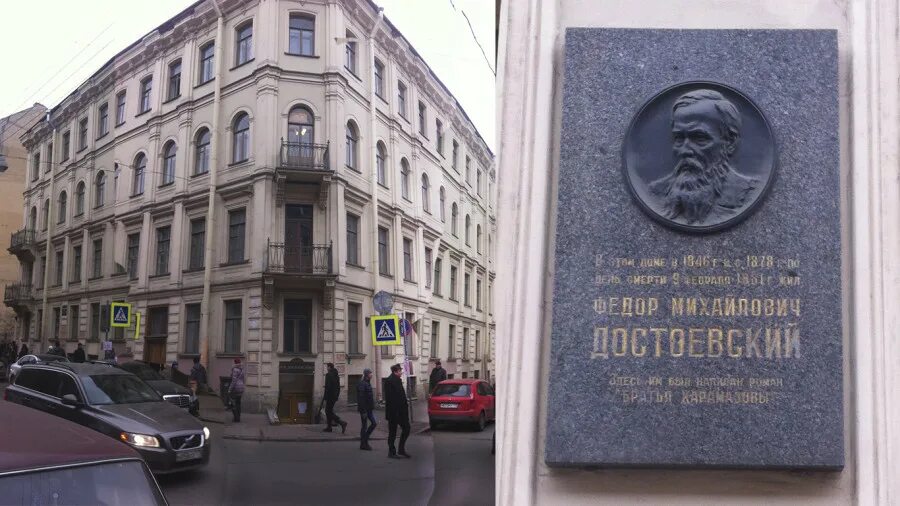 В этом доме в 1846 г. и с 1878 г. по
день смерти 9 февраля 1881 г. жил
Федор Михайлович
Достоевский
Здесь им был написан роман
"Братья Карамазовы"